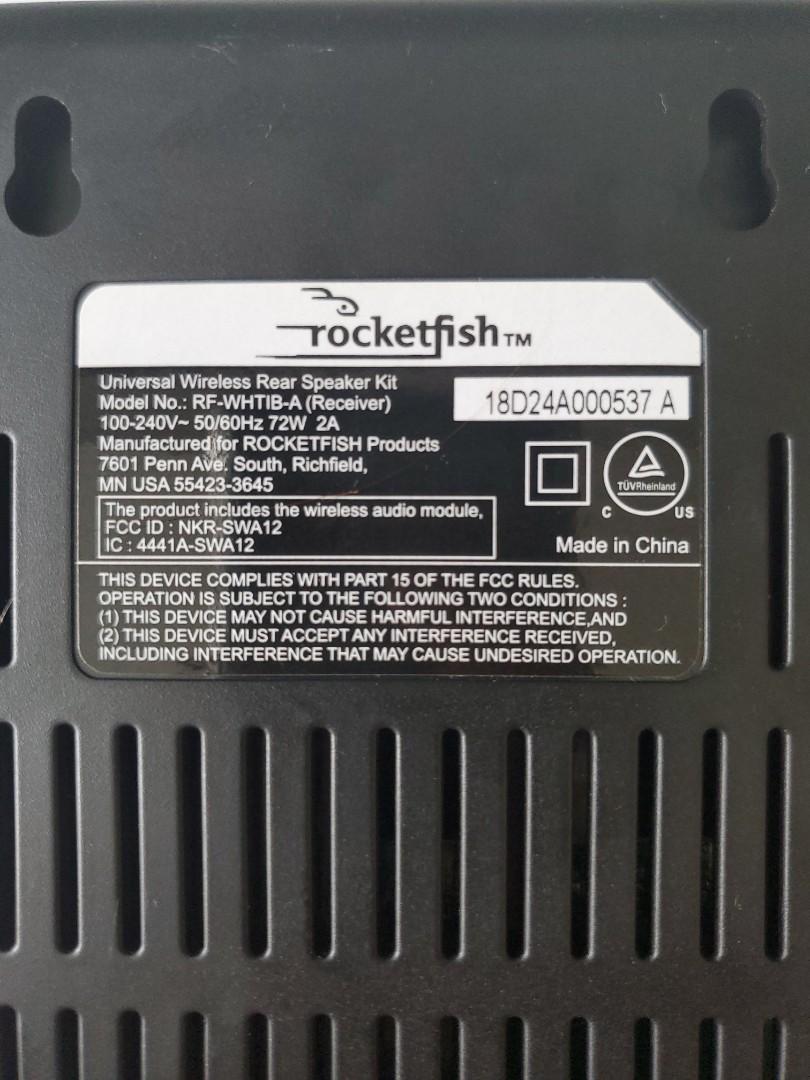 rocketfish™
Universal Wireless Rear Speaker Kit
Model No.: RF-WHTIB-A (Receiver)
18D24A000537 A
100-240V~ 50/60Hz 72W 2A
Manufactured for ROCKETFISH Products
7601 Penn Ave. South, Richfield,
MN USA 55423-3645
TÜVRheinland
C US
The product includes the wireless audio module,
FCC ID : NKR-SWA12
IC : 4441A-SWA12
Made in China
THIS DEVICE COMPLIES WITH PART 15 OF THE FCC RULES.
OPERATION IS SUBJECT TO THE FOLLOWING TWO CONDITIONS :
(1) THIS DEVICE MAY NOT CAUSE HARMFUL INTERFERENCE,AND
(2) THIS DEVICE MUST ACCEPT ANY INTERFERENCE RECEIVED,
INCLUDING INTERFERENCE THAT MAY CAUSE UNDESIRED OPERATION.